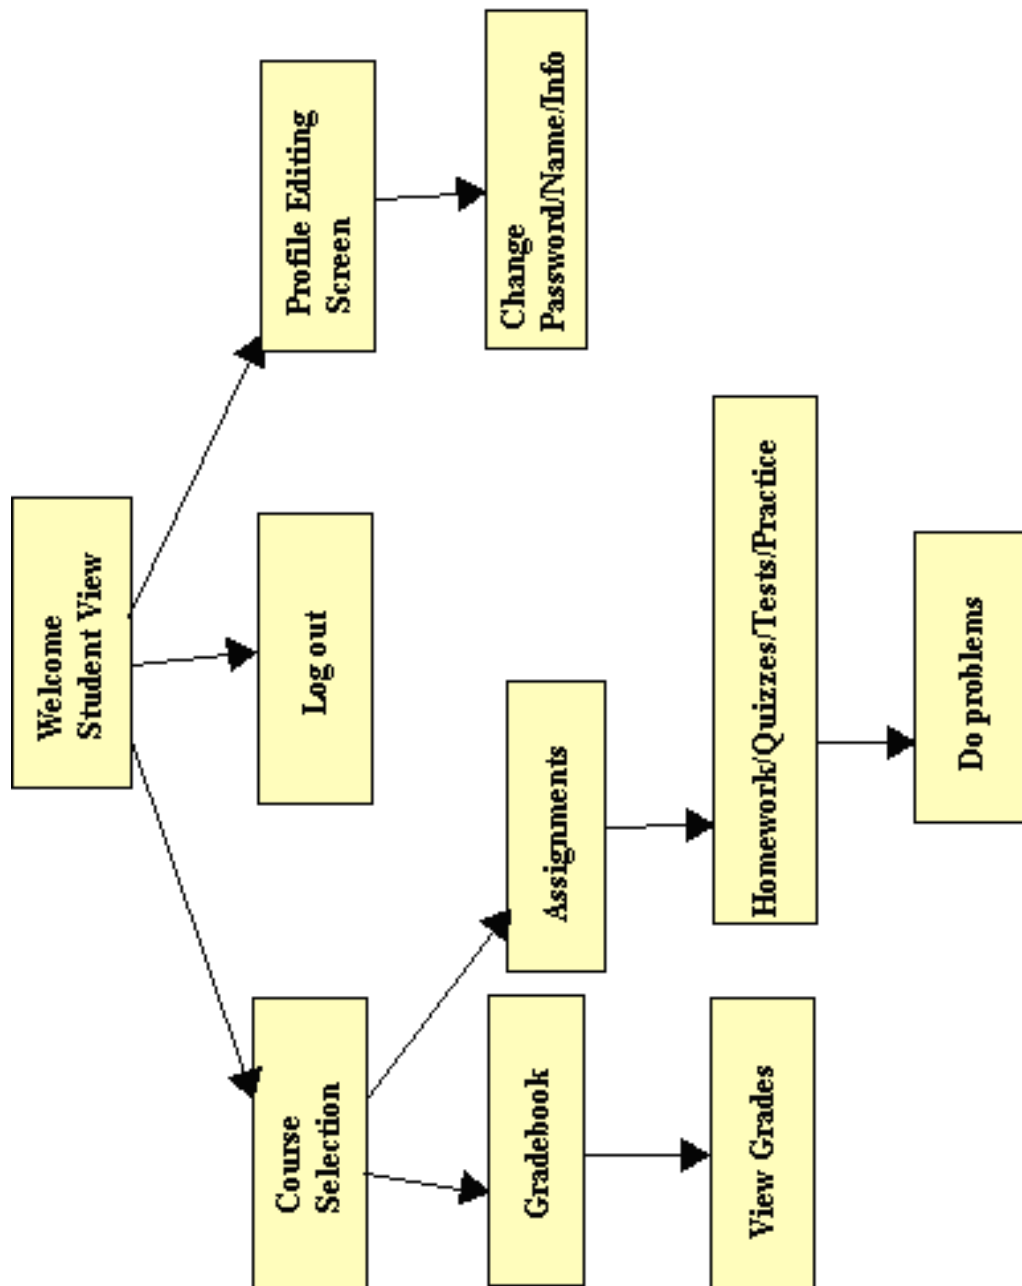 Welcome
Student View
Course
Selection
Log out
Profile Editing
Screen
Gradebook
Assignments
Change
Password/Name/Info
View Grades
Homework/Quizzes/Tests/Practice
Do problems